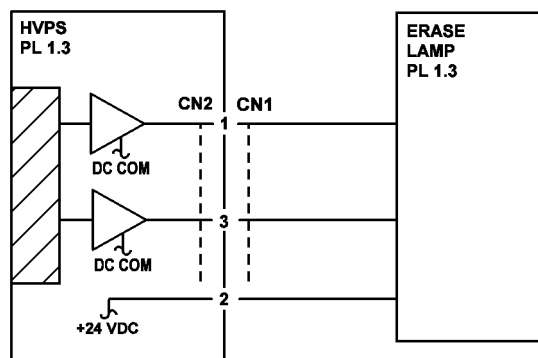 HVPS
PL 1.3
ERASE
LAMP
PL 1.3
CN2 CN1
1
DC COM
3
DC COM
2
+24 VDC